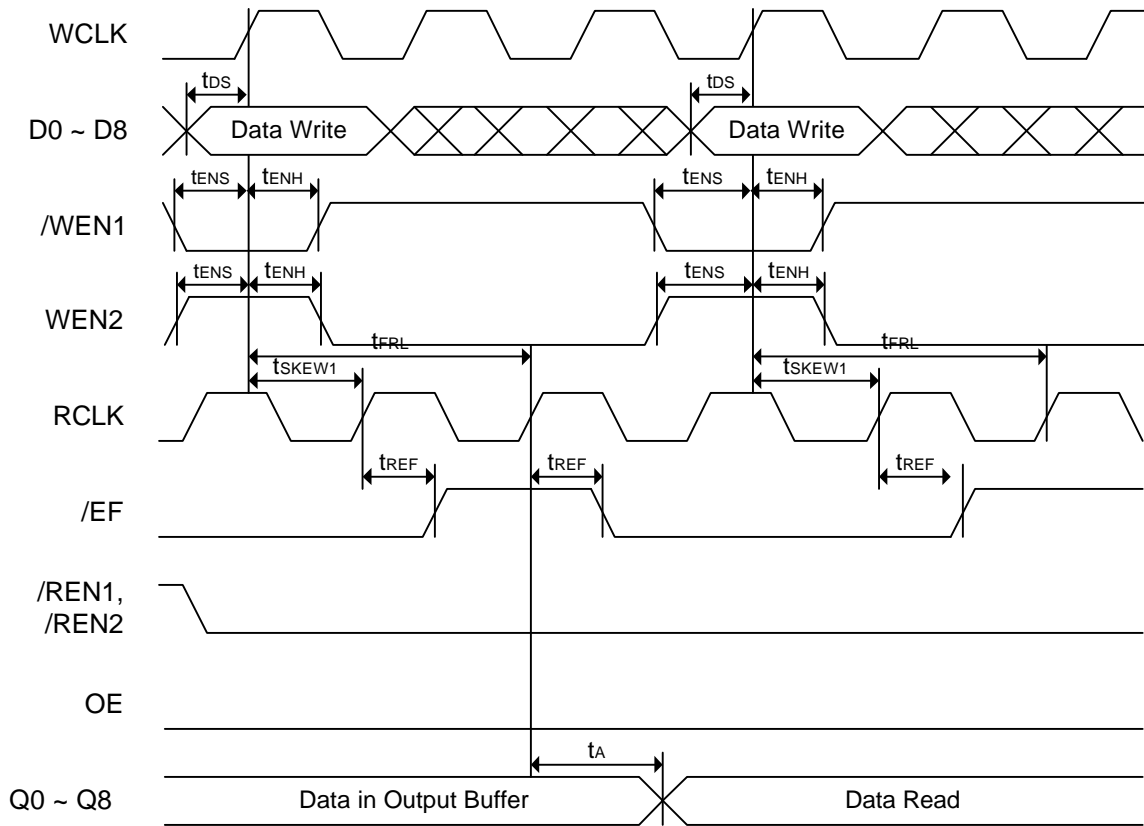 WCLK
tDS tDS
D0 ~ D8 Data Write Data Write
tENS tENH tENS tENH
/WEN1
tENS tENH tENS tENH
WEN2
tFRL tFRL
tSKEW1 tSKEW1
RCLK
tREF tREF tREF
/EF
/REN1,
/REN2
OE
tA
Q0 ~ Q8 Data in Output Buffer Data Read